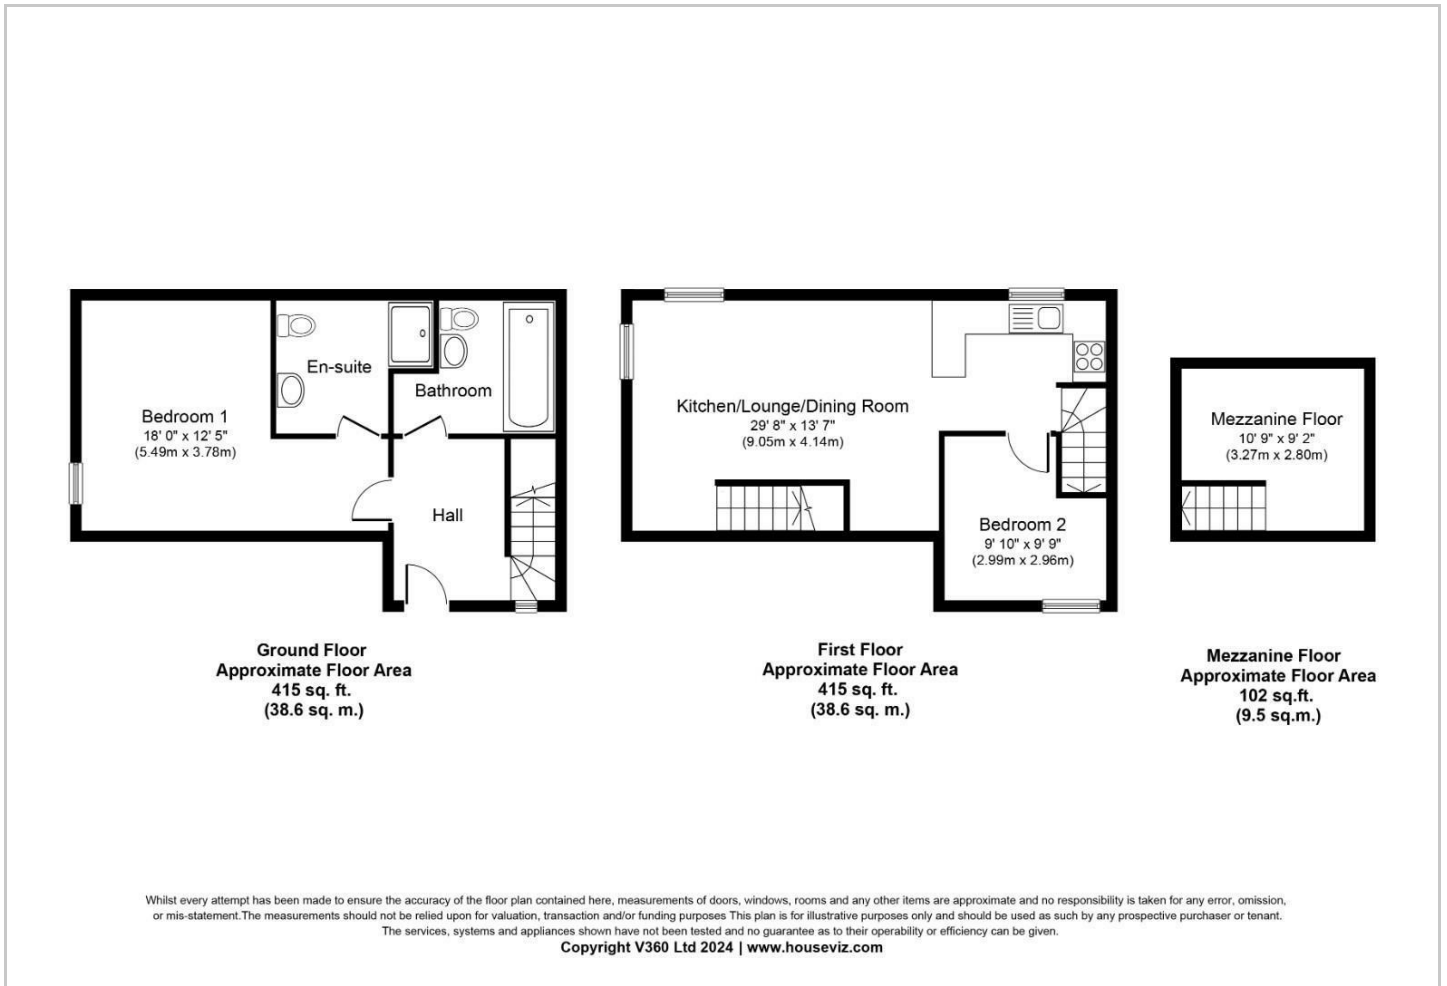 En-suite
Bathroom
Bedroom 1
18' 0" x 12' 5"
(5.49m x 3.78m)
Hall
Kitchen/Lounge/Dining Room
29' 8" x 13' 7"
(9.05m x 4.14m)
Bedroom 2
9' 10" x 9' 9"
(2.99m x 2.96m)
Mezzanine Floor
10' 9" x 9' 2"
(3.27m x 2.80m)
Ground Floor
Approximate Floor Area
415 sq. ft.
(38.6 sq. m.)
First Floor
Approximate Floor Area
415 sq. ft.
(38.6 sq. m.)
Mezzanine Floor
Approximate Floor Area
102 sq.ft.
(9.5 sq.m.)
Whilst every attempt has been made to ensure the accuracy of the floor plan contained here, measurements of doors, windows, rooms and any other items are approximate and no responsibility is taken for any error, omission,
or mis-statement.The measurements should not be relied upon for valuation, transaction and/or funding purposes This plan is for illustrative purposes only and should be used as such by any prospective purchaser or tenant.
The services, systems and appliances shown have not been tested and no guarantee as to their operability or efficiency can be given.
Copyright V360 Ltd 2024 | www.houseviz.com